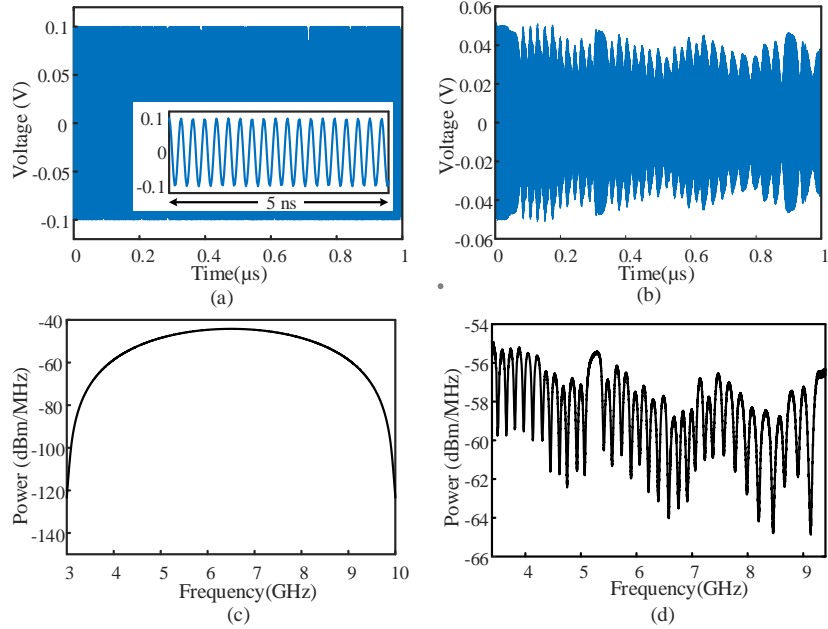 0.1
0.05
0
-0.05
-0.1
Voltage (V)
0.1
0
-0.1
5 ns
0 0.2 0.4 0.6 0.8 1
Time(μs)
(a)
0.06
0.04
0.02
0
-0.02
-0.04
-0.06
Voltage (V)
0 0.2 0.4 0.6 0.8 1
Time(μs)
(b)
-40
-60
-80
-100
-120
-140
Power (dBm/MHz)
3 4 5 6 7 8 9 10
Frequency(GHz)
(c)
-54
-56
-58
-60
-62
-64
-66
Power (dBm/MHz)
4 5 6 7 8 9
Frequency(GHz)
(d)